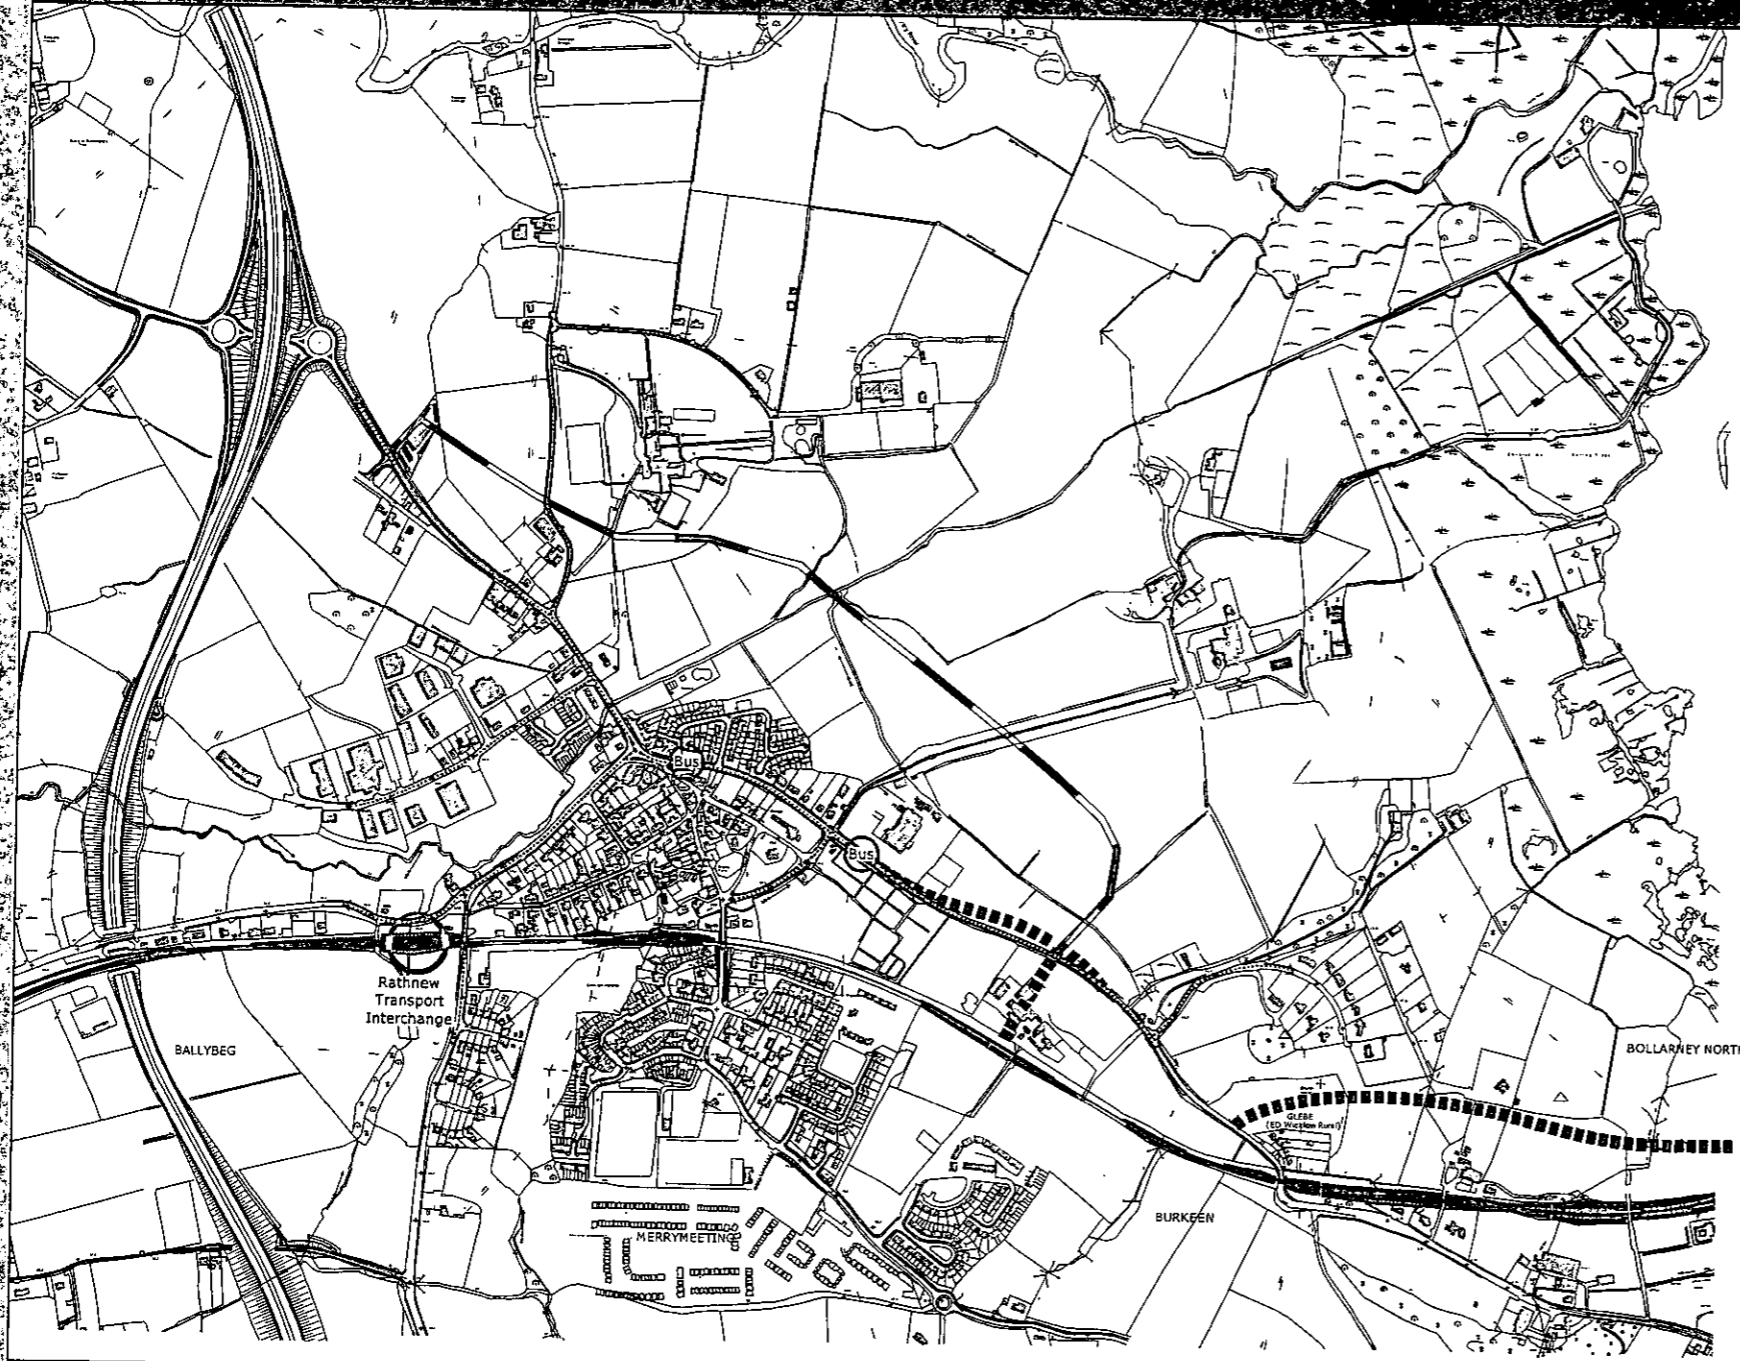 Bus
Bus
Rathnew
Transport
Interchange
BALLYBEG
BOLLARNEY NORTH
GLEBE
(ED Wicklow Rural)
BURKEEN
MERRYMEETING